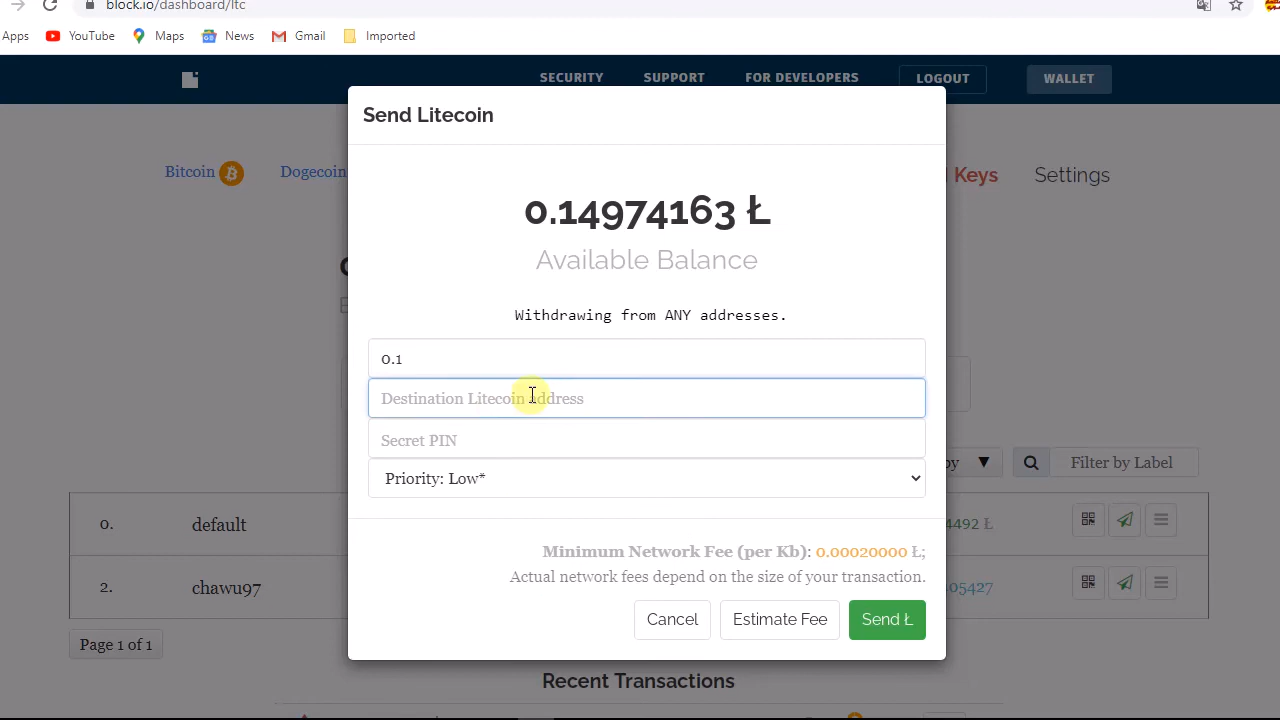 block.io/dashboard/ltc
Apps YouTube Maps News Gmail Imported
SECURITY SUPPORT FOR DEVELOPERS LOGOUT WALLET
Send Litecoin
Bitcoin Dogecoin Keys Settings
0.14974163 Ł
Available Balance
Withdrawing from ANY addresses.
0.1
Destination Litecoin address
Secret PIN
by Filter by Label
Priority: Low*
0. default 4492 Ł
Minimum Network Fee (per Kb): 0.00020000 Ł;
Actual network fees depend on the size of your transaction.
2. chawu97 05427
Cancel Estimate Fee Send Ł
Page 1 of 1
Recent Transactions